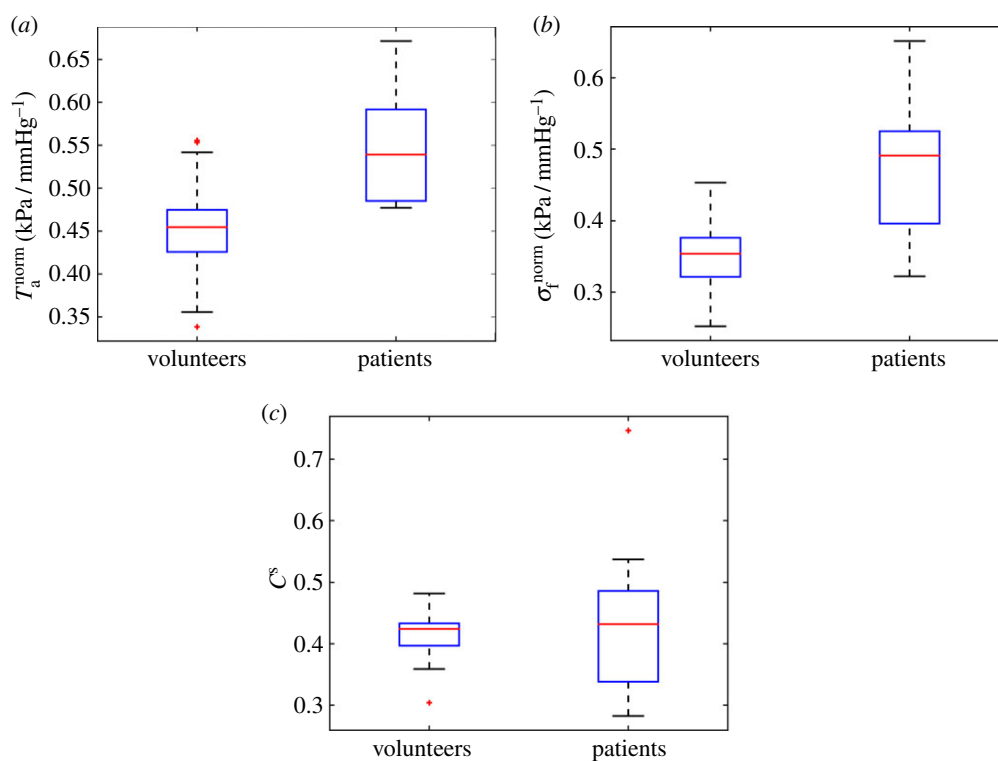 (a)
0.65
0.60
0.55
0.50
0.45
0.40
0.35
T_a^norm (kPa / mmHg⁻¹)
volunteers patients
(b)
0.6
0.5
0.4
0.3
σ_f^norm (kPa / mmHg⁻¹)
volunteers patients
(c)
0.7
0.6
0.5
0.4
0.3
C^s
volunteers patients